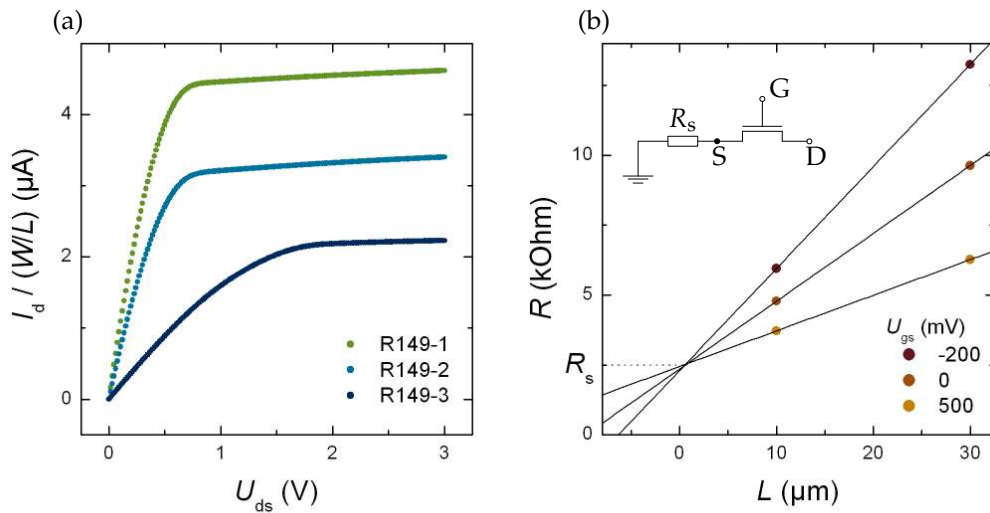 (a)
I_d / (W/L) (µA)
4
2
0
R149-1
R149-2
R149-3
0 1 2 3
U_ds (V)
(b)
R (kOhm)
10
5
R_s
0
G
R_s
S D
U_gs (mV)
-200
0
500
0 10 20 30
L (µm)